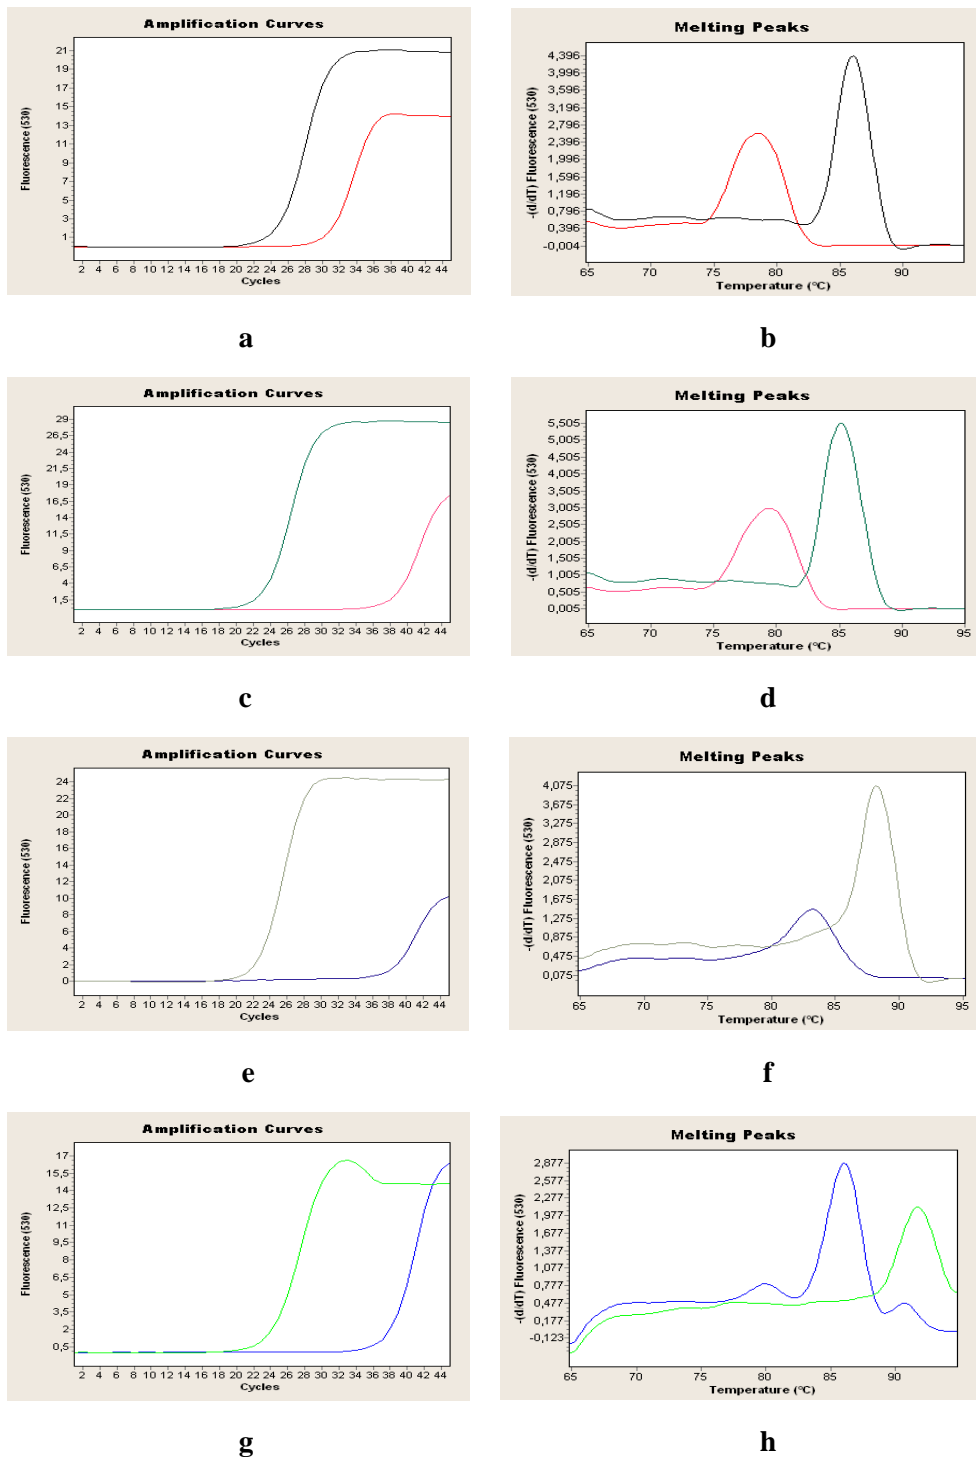 Amplification Curves
Fluorescence (530)
21
19
17
15
13
11
9
7
5
3
1
2 4 6 8 10 12 14 16 18 20 22 24 26 28 30 32 34 36 38 40 42 44
Cycles
a
Melting Peaks
-(d/dT) Fluorescence (530)
4,396
3,996
3,596
3,196
2,796
2,396
1,996
1,596
1,196
0,796
0,396
-0,004
65 70 75 80 85 90
Temperature (°C)
b
Amplification Curves
Fluorescence (530)
29
26,5
24
21,5
19
16,5
14
11,5
9
6,5
4
1,5
2 4 6 8 10 12 14 16 18 20 22 24 26 28 30 32 34 36 38 40 42 44
Cycles
c
Melting Peaks
-(d/dT) Fluorescence (530)
5,505
5,005
4,505
4,005
3,505
3,005
2,505
2,005
1,505
1,005
0,505
0,005
65 70 75 80 85 90 95
Temperature (°C)
d
Amplification Curves
Fluorescence (530)
24
22
20
18
16
14
12
10
8
6
4
2
0
2 4 6 8 10 12 14 16 18 20 22 24 26 28 30 32 34 36 38 40 42 44
Cycles
e
Melting Peaks
-(d/dT) Fluorescence (530)
4,075
3,675
3,275
2,875
2,475
2,075
1,675
1,275
0,875
0,475
0,075
65 70 75 80 85 90 95
Temperature (°C)
f
Amplification Curves
Fluorescence (530)
17
15,5
14
12,5
11
9,5
8
6,5
5
3,5
2
0,5
2 4 6 8 10 12 14 16 18 20 22 24 26 28 30 32 34 36 38 40 42 44
Cycles
g
Melting Peaks
-(d/dT) Fluorescence (530)
2,877
2,577
2,277
1,977
1,677
1,377
1,077
0,777
0,477
0,177
-0,123
65 70 75 80 85 90
Temperature (°C)
h